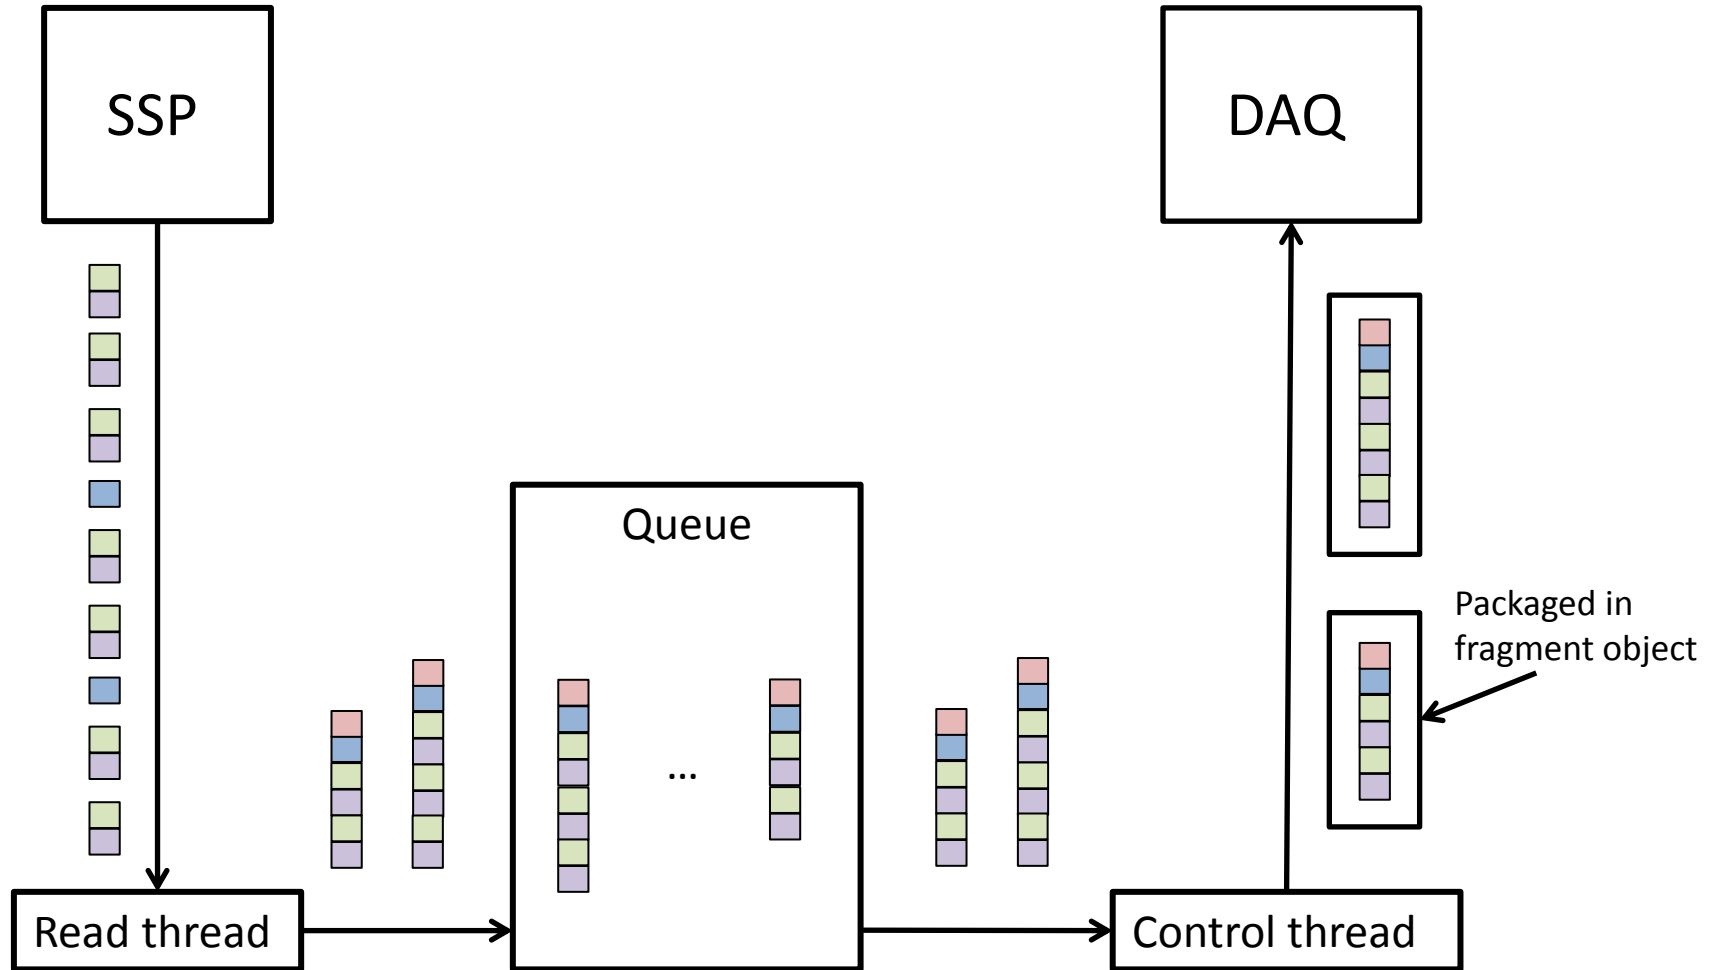 SSP
DAQ
Queue
Packaged in
fragment object
...
Read thread
Control thread